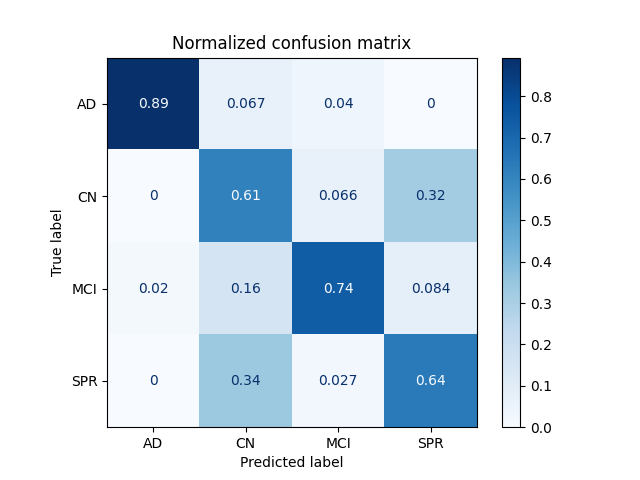 Normalized confusion matrix
True label
AD 0.89 0.067 0.04 0
CN 0 0.61 0.066 0.32
MCI 0.02 0.16 0.74 0.084
SPR 0 0.34 0.027 0.64
AD CN MCI SPR
Predicted label
0.8
0.7
0.6
0.5
0.4
0.3
0.2
0.1
0.0